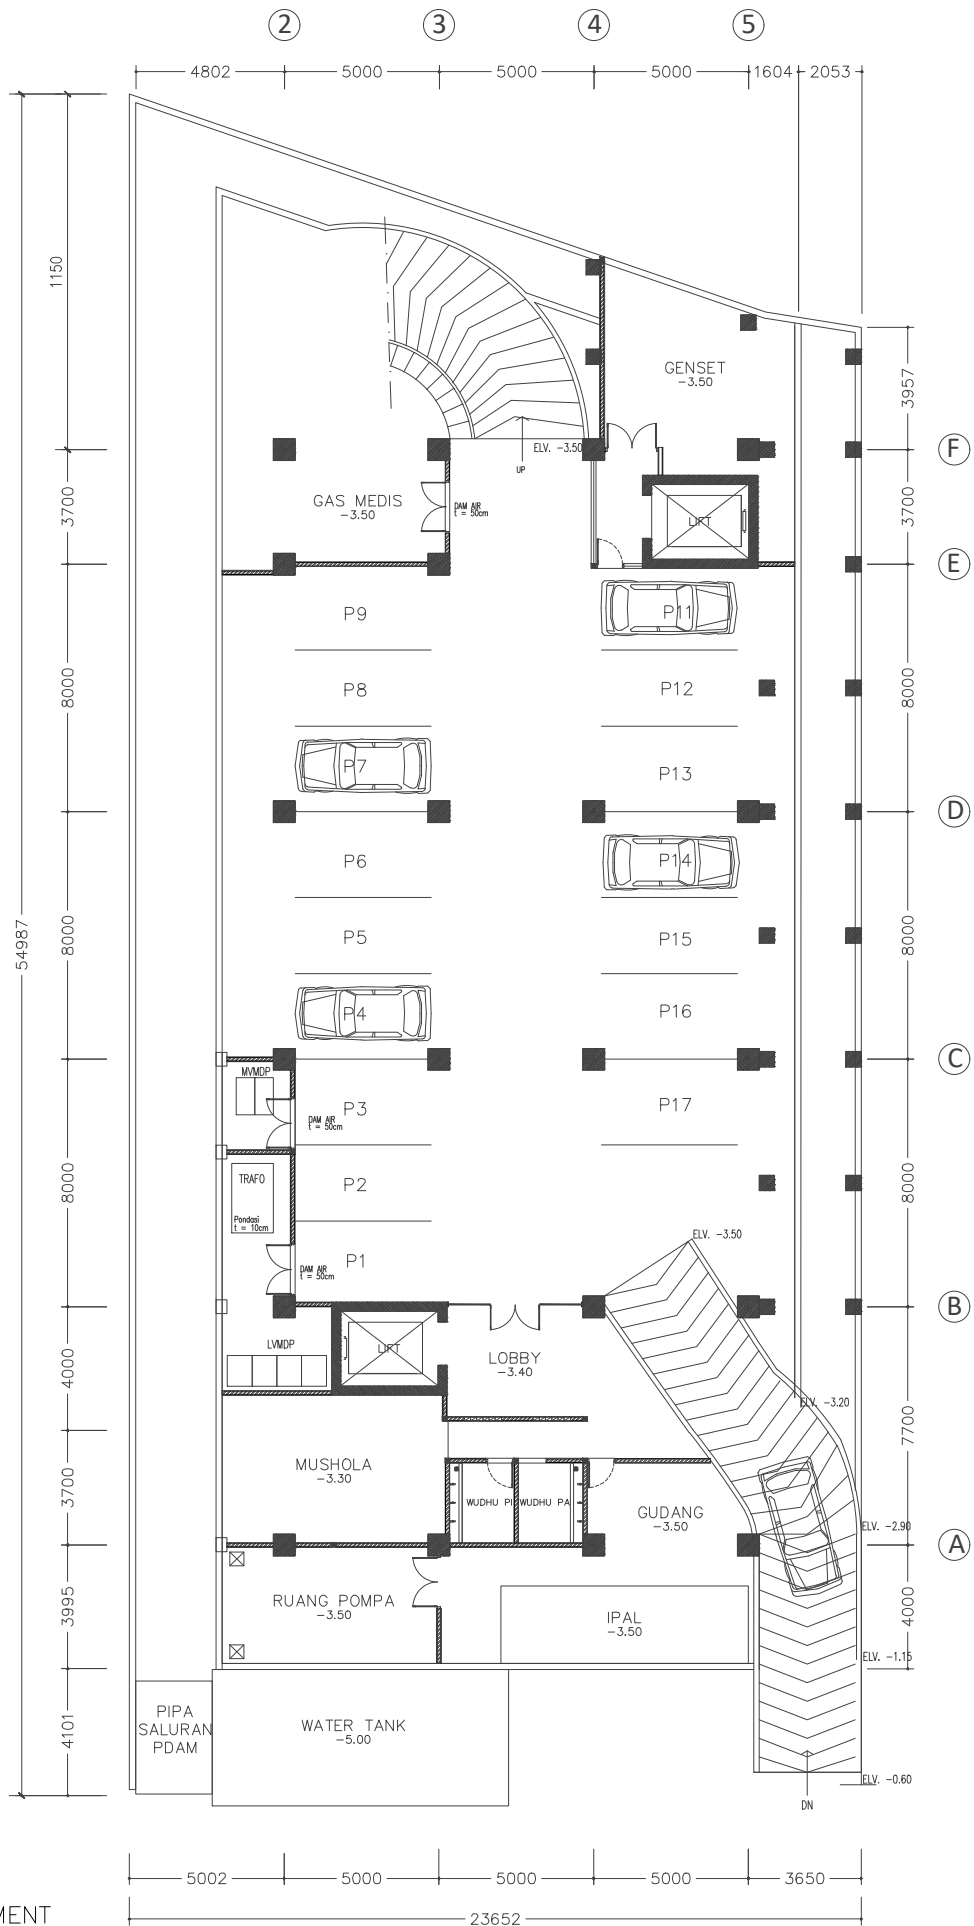 2 3 4 5
4802 5000 5000 5000 1604 2053
1150
54987
3957
GENSET
-3.50
ELV. -3.50
UP
F
GAS MEDIS
-3.50
DAM AIR
t = 50cm
LIFT
3700
3700
E
P9
P11
P8
P12
8000
8000
P7
P13
D
P6
P14
P5
P15
8000
8000
P4
P16
C
MVMDP
P3
P17
DAM AIR
t = 50cm
TRAFO
P2
8000
8000
Pondasi
t = 10cm
ELV. -3.50
P1
DAM AIR
t = 50cm
B
LVMDP
LIFT
LOBBY
-3.40
4000
ELV. -3.20
7700
MUSHOLA
-3.30
3700
WUDHU PI
WUDHU PA
GUDANG
-3.50
ELV. -2.90
A
RUANG POMPA
-3.50
IPAL
-3.50
3995
4000
ELV. -1.15
PIPA
SALURAN
PDAM
WATER TANK
-5.00
4101
ELV. -0.60
DN
5002 5000 5000 5000 3650
23652
MENT